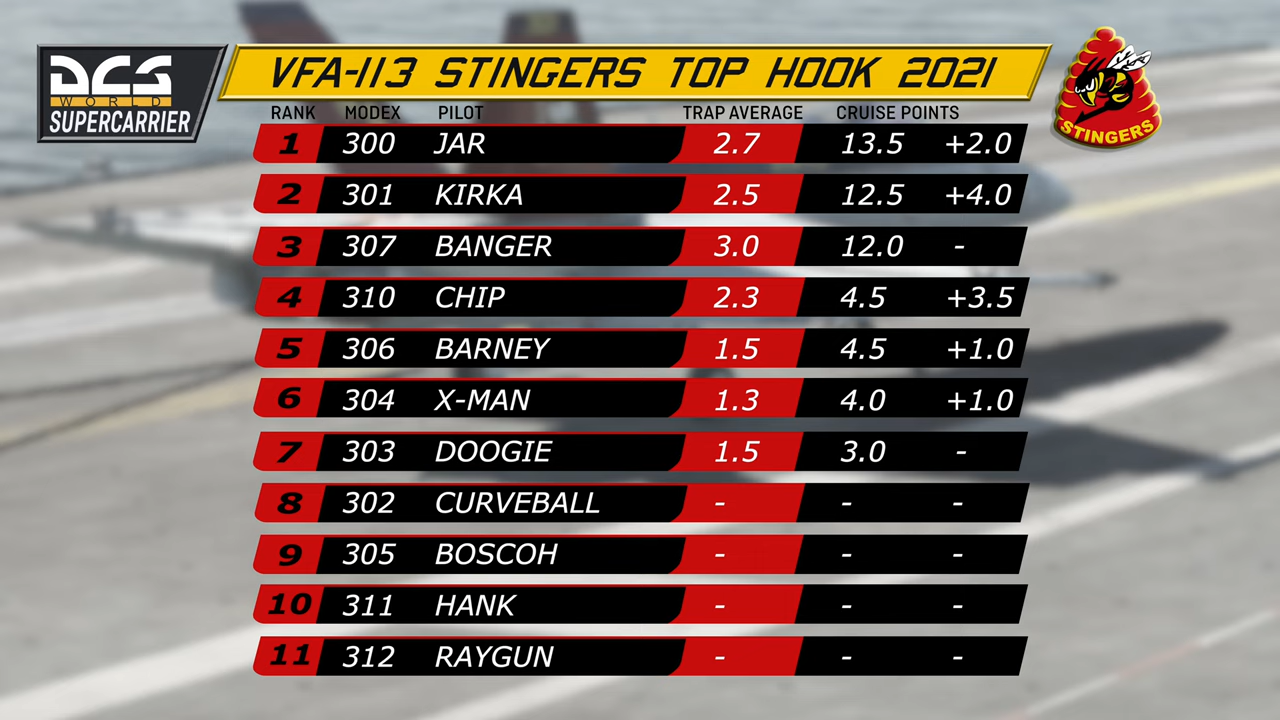 DCS
WORLD
SUPERCARRIER
VFA-113 STINGERS TOP HOOK 2021
STINGERS
RANK MODEX PILOT TRAP AVERAGE CRUISE POINTS
1 300 JAR 2.7 13.5 +2.0
2 301 KIRKA 2.5 12.5 +4.0
3 307 BANGER 3.0 12.0 -
4 310 CHIP 2.3 4.5 +3.5
5 306 BARNEY 1.5 4.5 +1.0
6 304 X-MAN 1.3 4.0 +1.0
7 303 DOOGIE 1.5 3.0 -
8 302 CURVEBALL - - -
9 305 BOSCOH - - -
10 311 HANK - - -
11 312 RAYGUN - - -